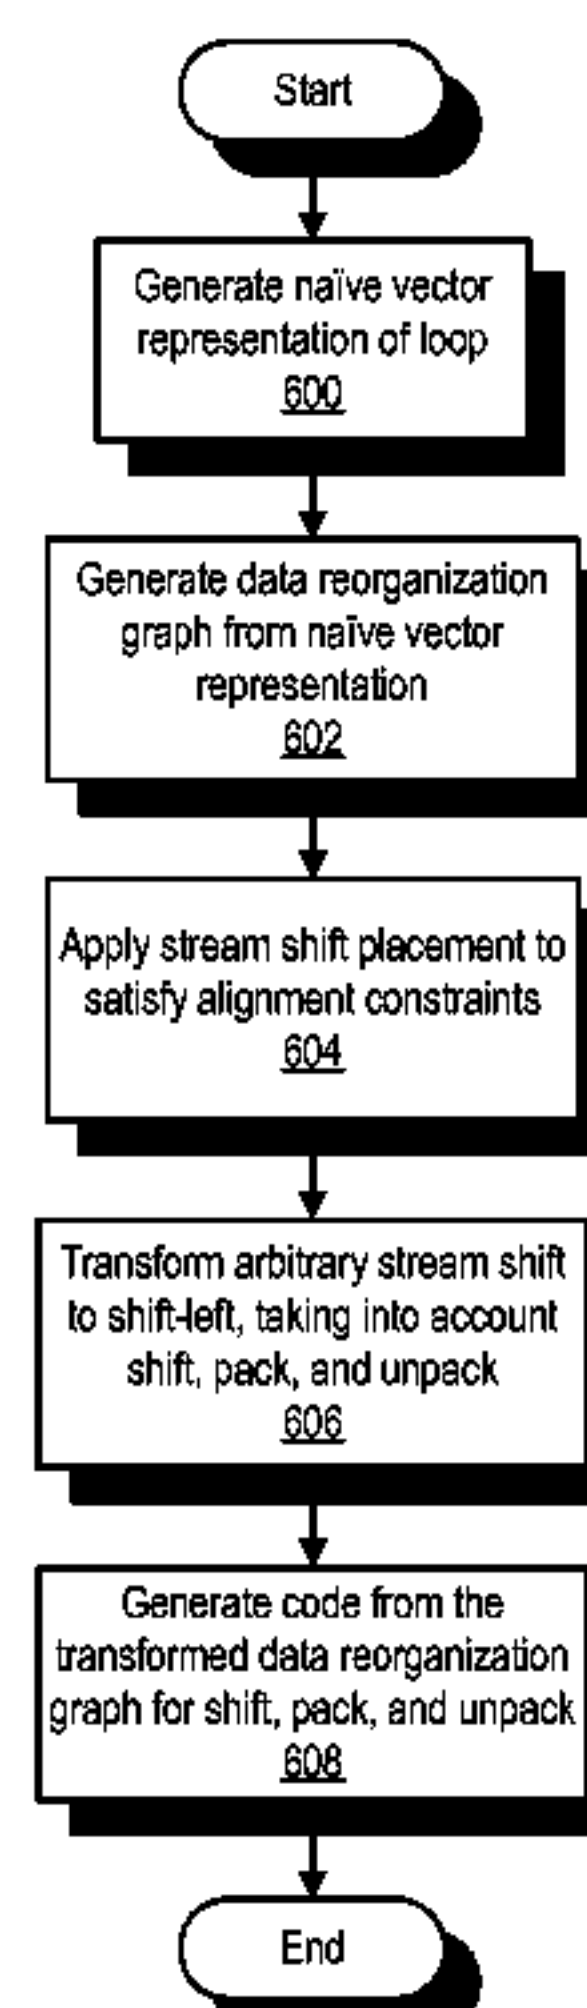 Start
Generate naïve vector
representation of loop
600
Generate data reorganization
graph from naïve vector
representation
602
Apply stream shift placement to
satisfy alignment constraints
604
Transform arbitrary stream shift
to shift-left, taking into account
shift, pack, and unpack
606
Generate code from the
transformed data reorganization
graph for shift, pack, and unpack
608
End